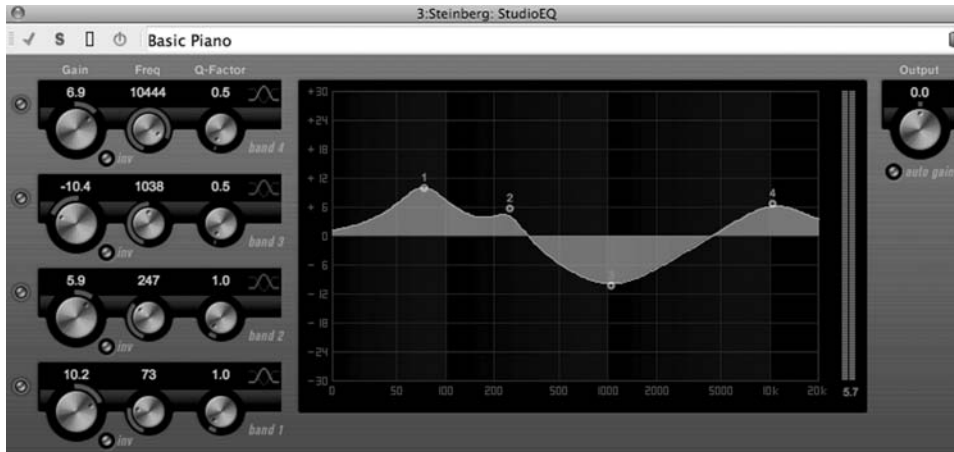 3:Steinberg: StudioEQ
S Basic Piano
Gain Freq Q-Factor
6.9 10444 0.5
inv band 4
-10.4 1038 0.5
inv band 3
5.9 247 1.0
inv band 2
10.2 73 1.0
inv band 1
+30
+24
+18
+12
+6
0
-6
-12
-18
-24
-30
1
2
3
4
0 50 100 200 500 1000 2000 5000 10k 20k
5.7
Output
0.0
auto gain